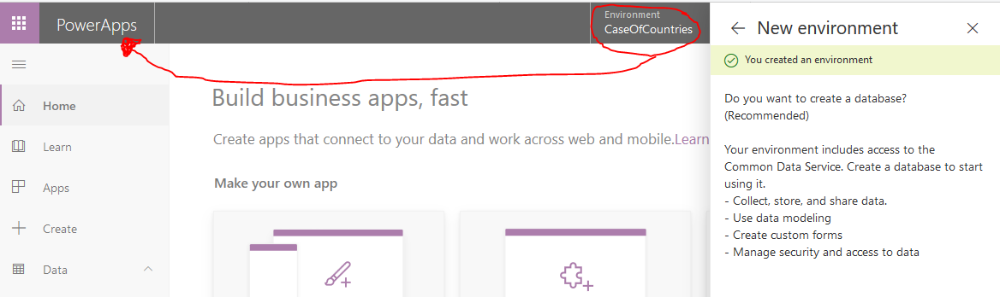 PowerApps
Environment
CaseOfCountries
Home
Learn
Apps
Create
Data
Build business apps, fast
Create apps that connect to your data and work across web and mobile.Learn
Make your own app
New environment
You created an environment
Do you want to create a database?
(Recommended)
Your environment includes access to the
Common Data Service. Create a database to start
using it.
- Collect, store, and share data.
- Use data modeling
- Create custom forms
- Manage security and access to data